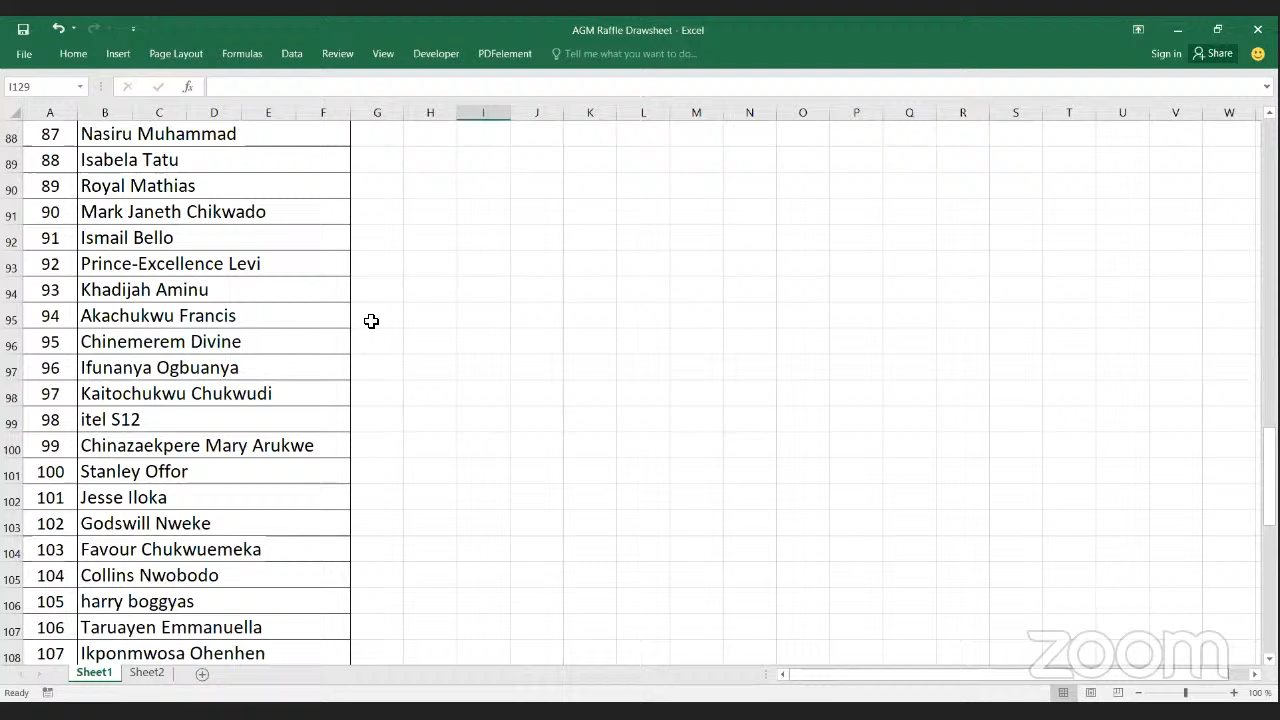 AGM Raffle Drawsheet - Excel
File Home Insert Page Layout Formulas Data Review View Developer PDFelement Tell me what you want to do... Sign in Share
I129 fx
A B C D E F G H I J K L M N O P Q R S T U V W
88 87 Nasiru Muhammad
89 88 Isabela Tatu
90 89 Royal Mathias
91 90 Mark Janeth Chikwado
92 91 Ismail Bello
93 92 Prince-Excellence Levi
94 93 Khadijah Aminu
95 94 Akachukwu Francis
96 95 Chinemerem Divine
97 96 Ifunanya Ogbuanya
98 97 Kaitochukwu Chukwudi
99 98 itel S12
100 99 Chinazaekpere Mary Arukwe
101 100 Stanley Offor
102 101 Jesse Iloka
103 102 Godswill Nweke
104 103 Favour Chukwuemeka
105 104 Collins Nwobodo
106 105 harry boggyas
107 106 Taruayen Emmanuella
108 107 Ikponmwosa Ohenhen
zoom
Sheet1 Sheet2
Ready 100 %